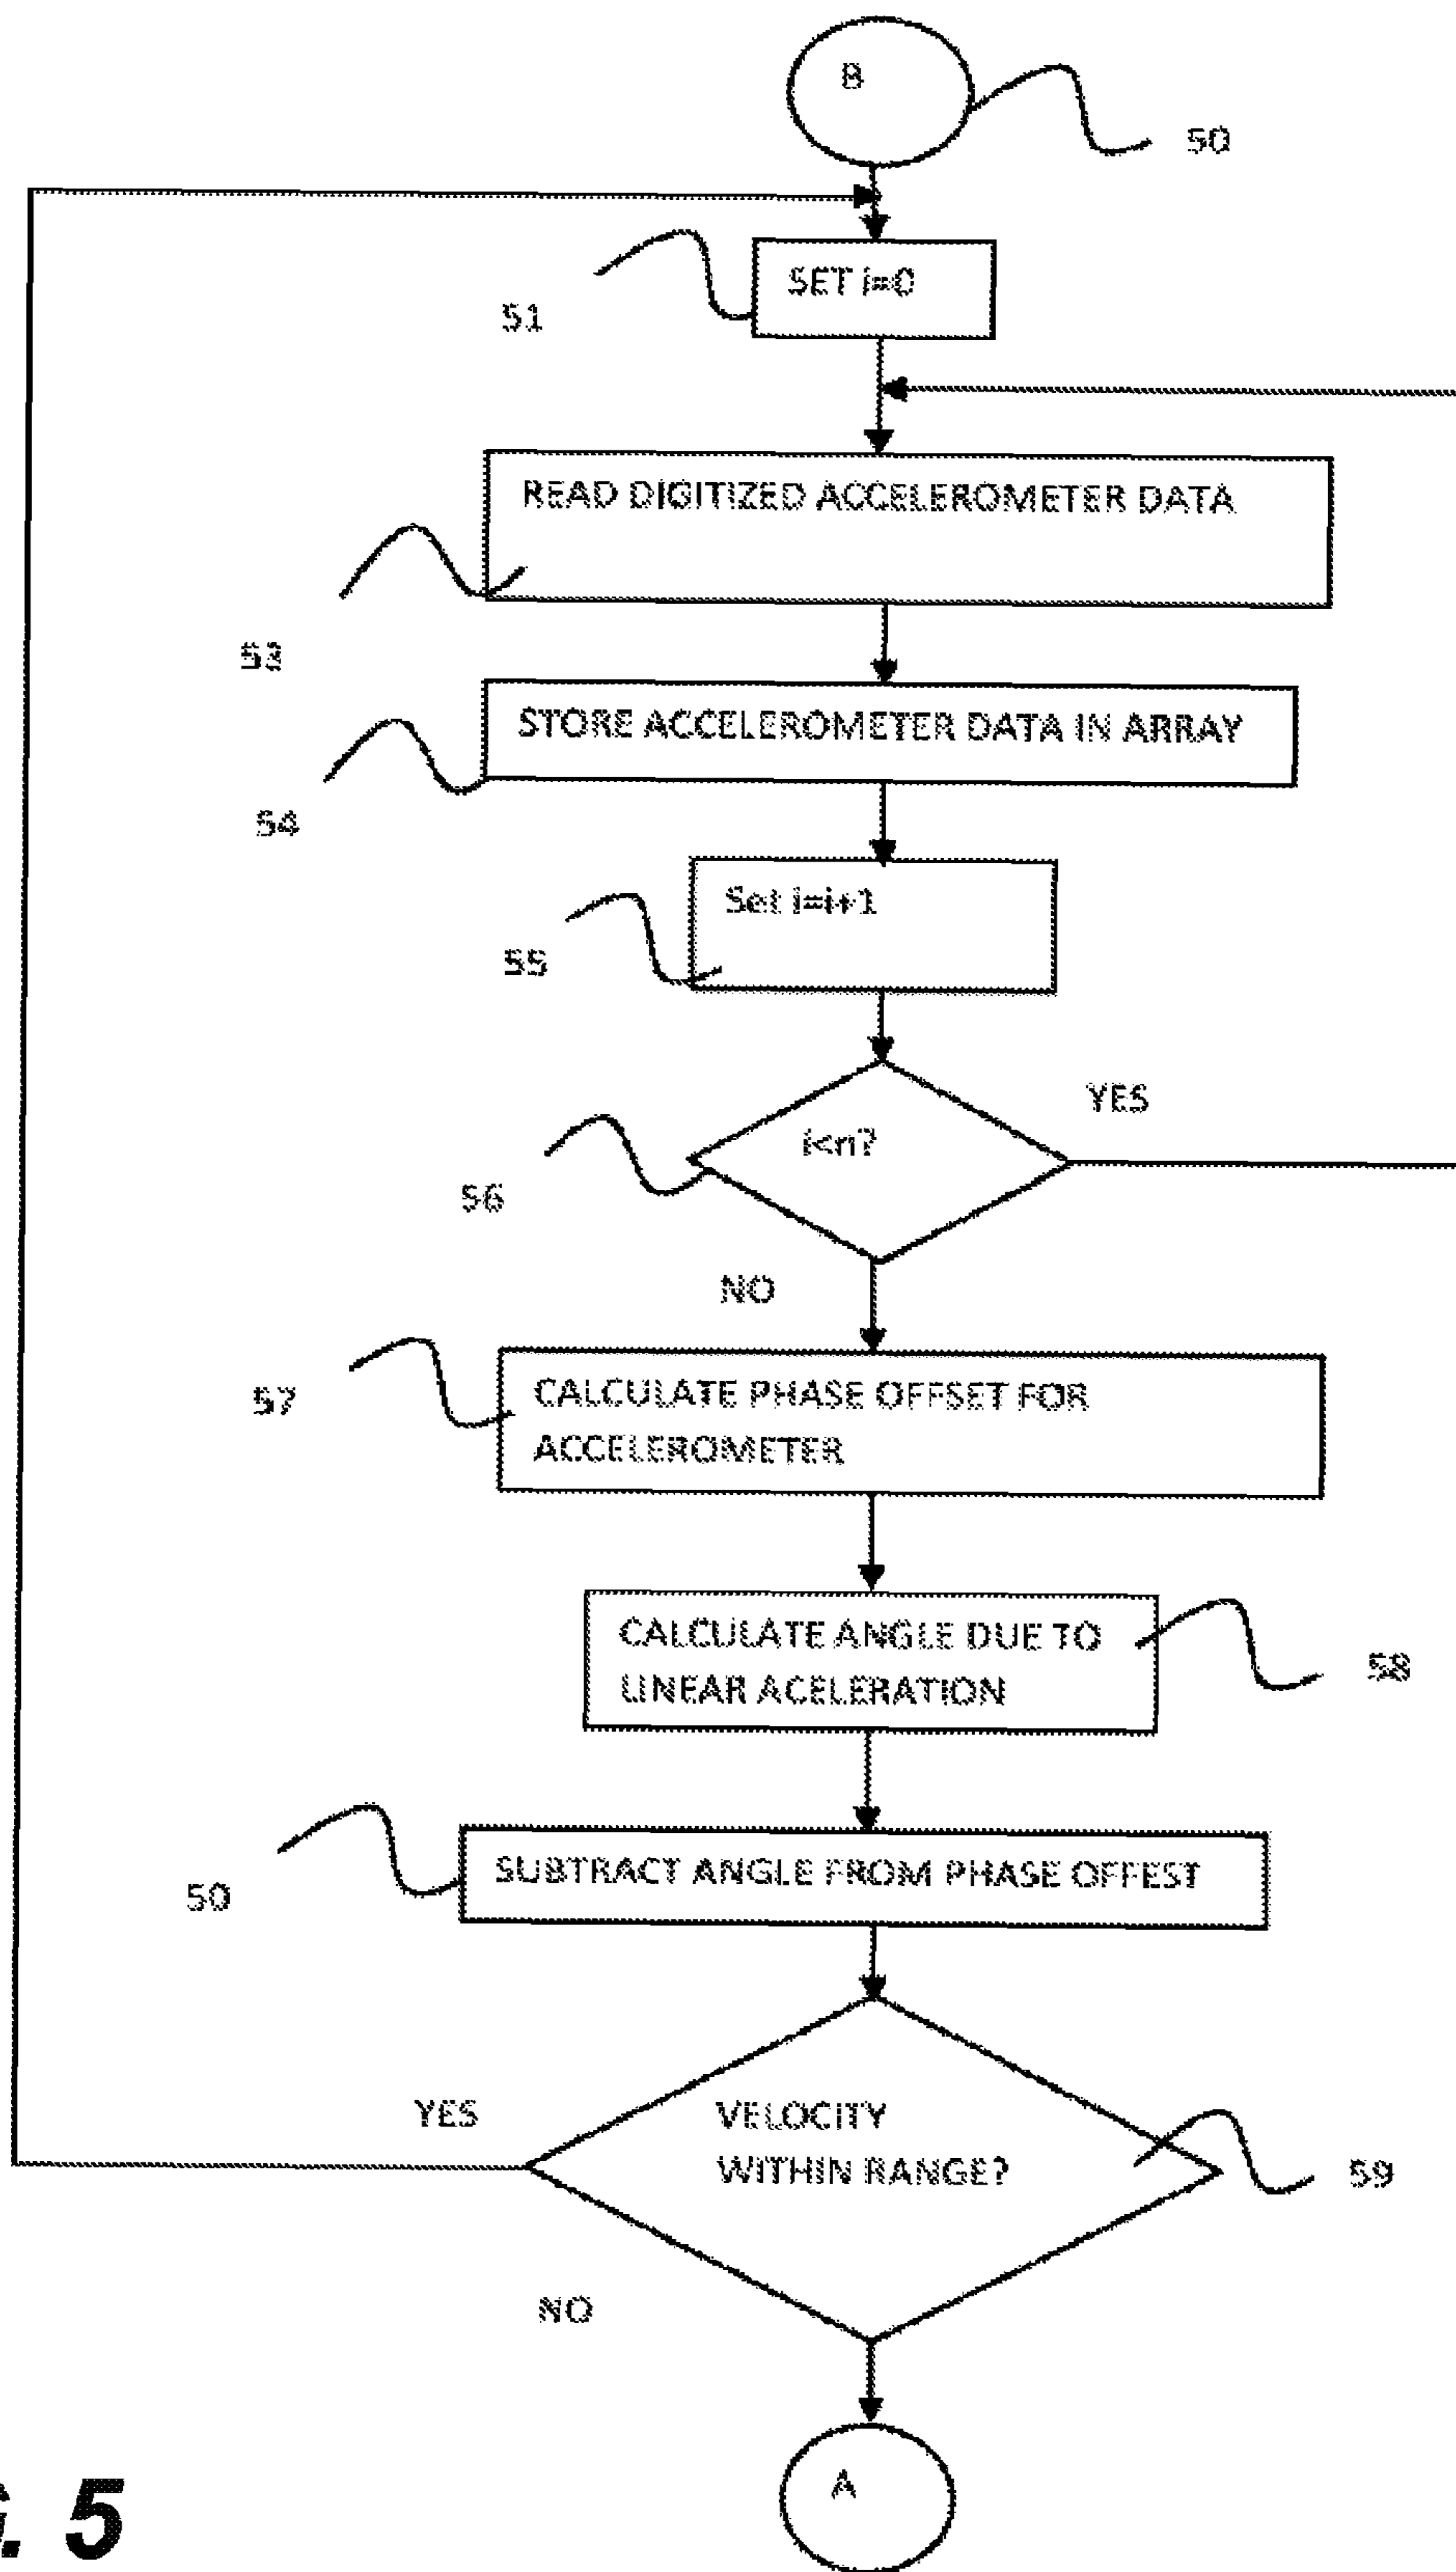 B
50
SET i=0
51
READ DIGITIZED ACCELEROMETER DATA
53
STORE ACCELEROMETER DATA IN ARRAY
54
Set i=i+1
55
YES
i<n?
56
NO
57
CALCULATE PHASE OFFSET FOR
ACCELEROMETER
CALCULATE ANGLE DUE TO
LINEAR ACELERATION
58
SUBTRACT ANGLE FROM PHASE OFFEST
50
YES
VELOCITY
WITHIN RANGE?
59
NO
A
G. 5